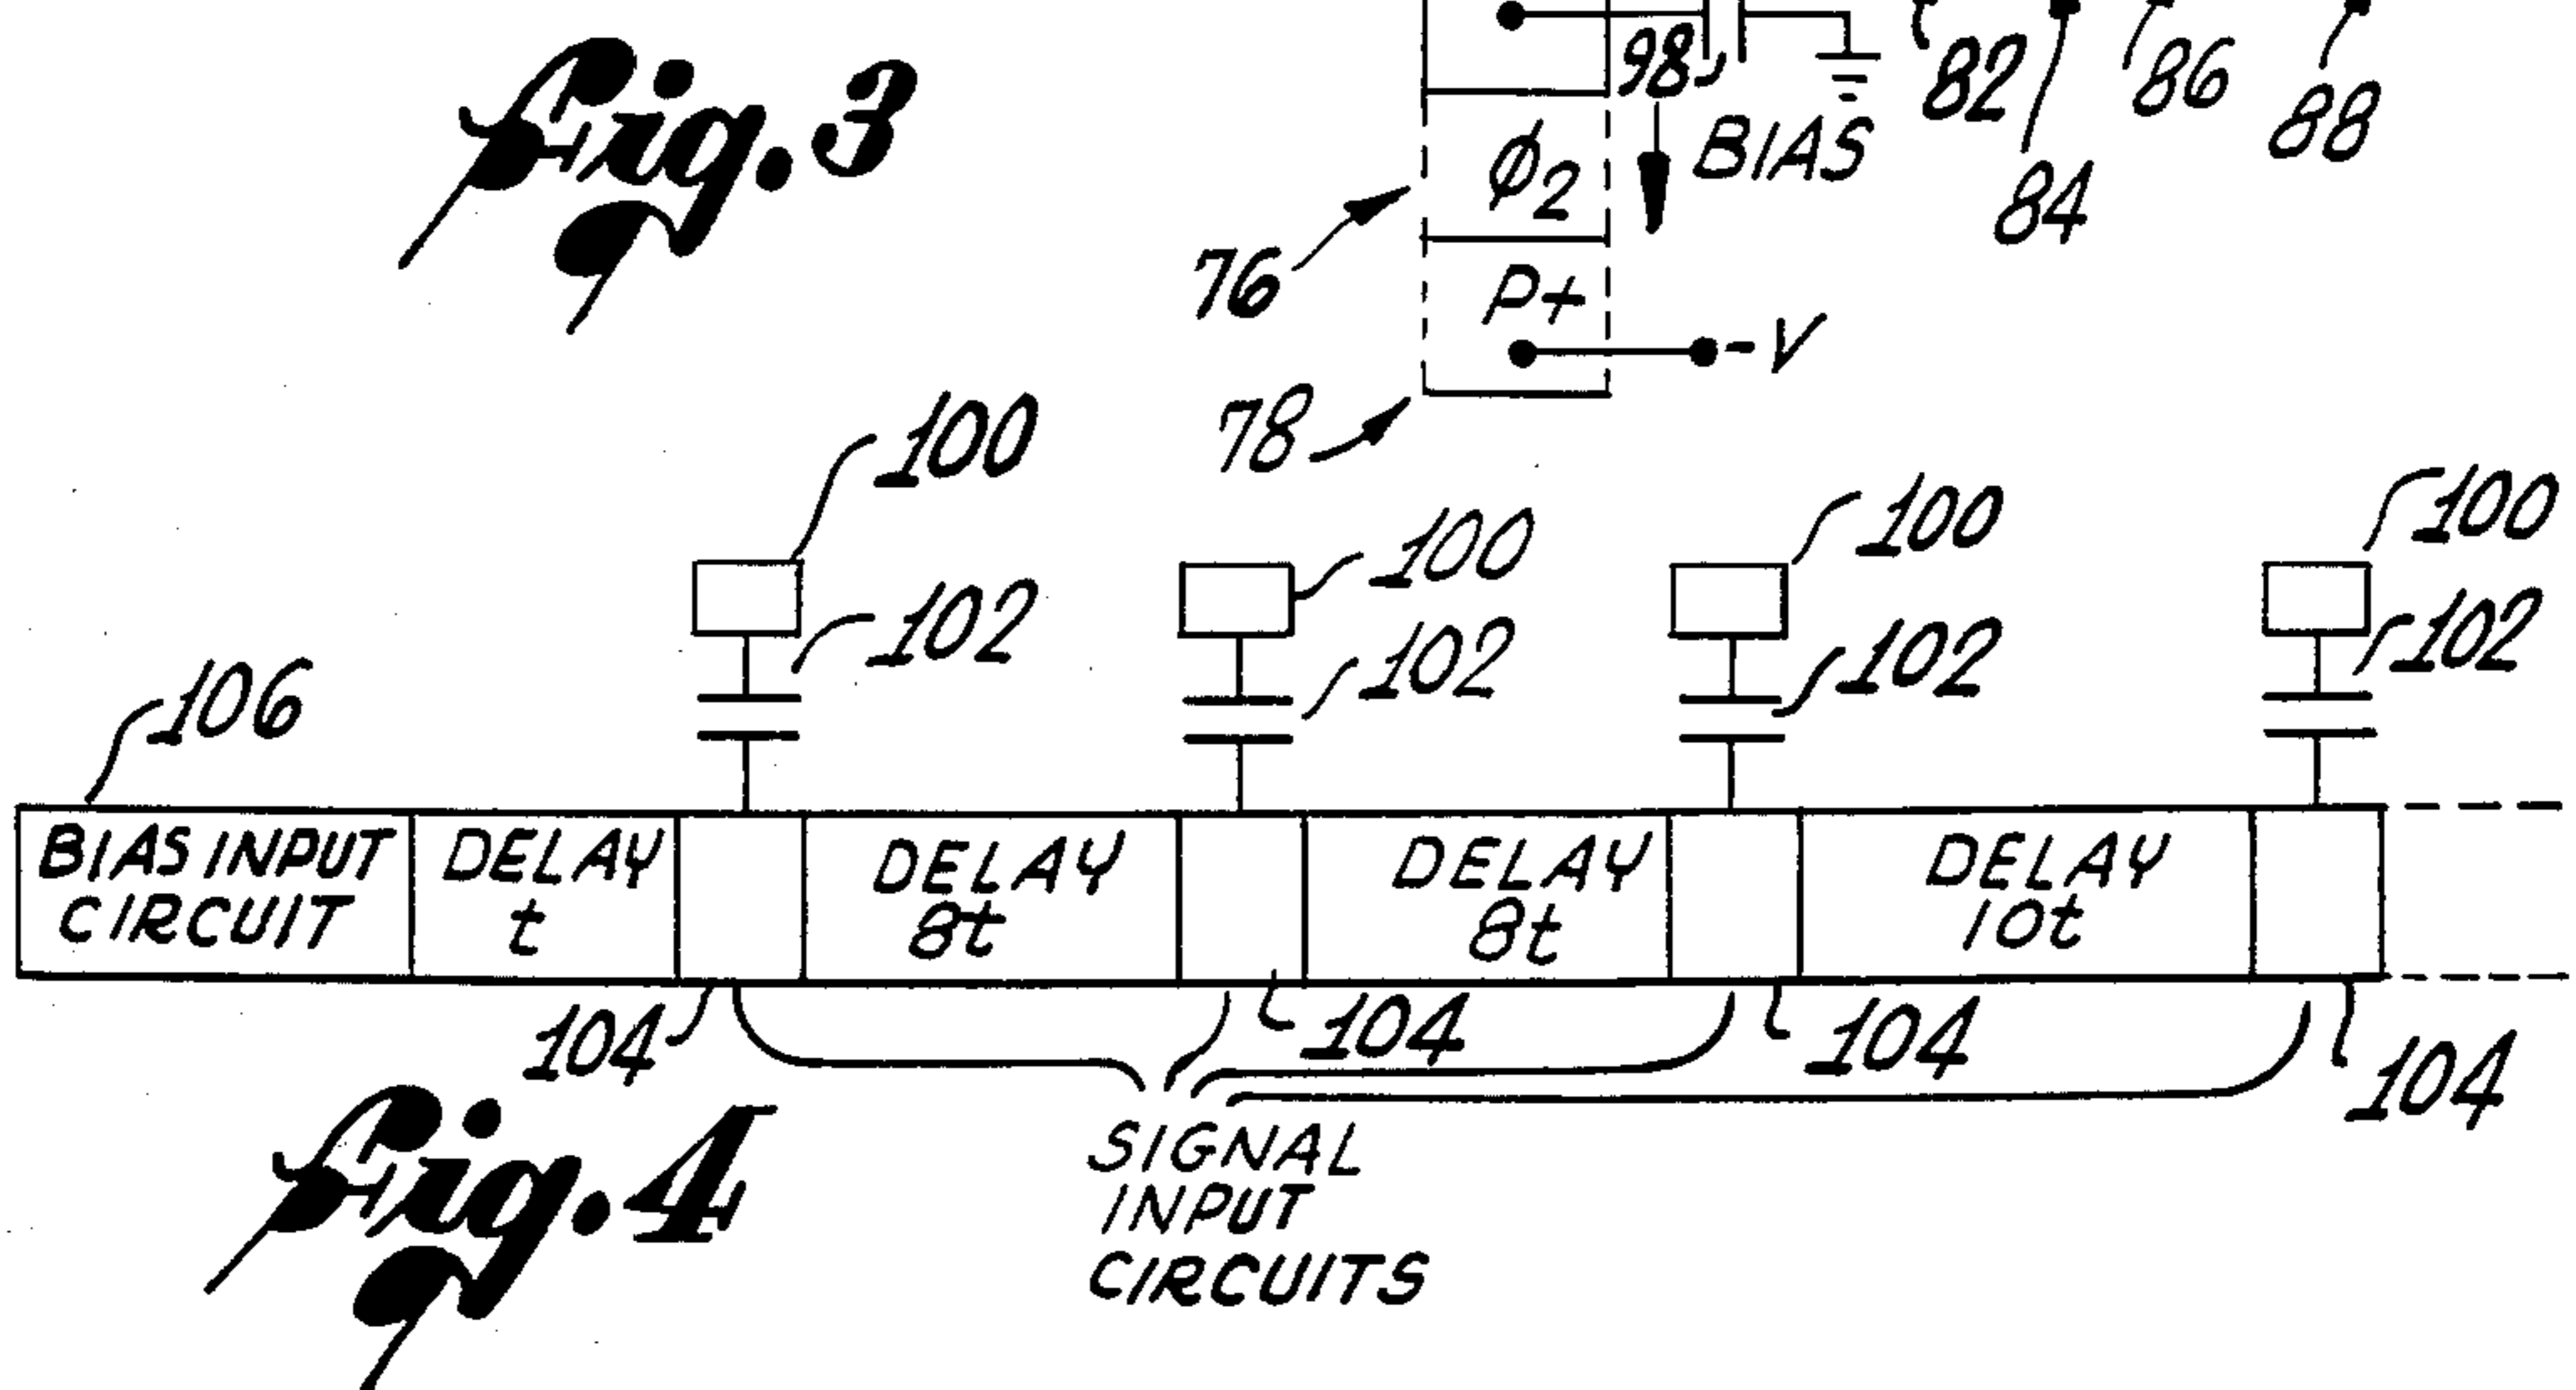 Fig. 3
98
82
86
88
84
BIAS
φ2
76
P+
-V
78
100
100
100
100
102
102
102
102
106
BIAS INPUT
CIRCUIT
DELAY
t
DELAY
8t
DELAY
8t
DELAY
10t
104
104
104
104
SIGNAL
INPUT
CIRCUITS
Fig. 4